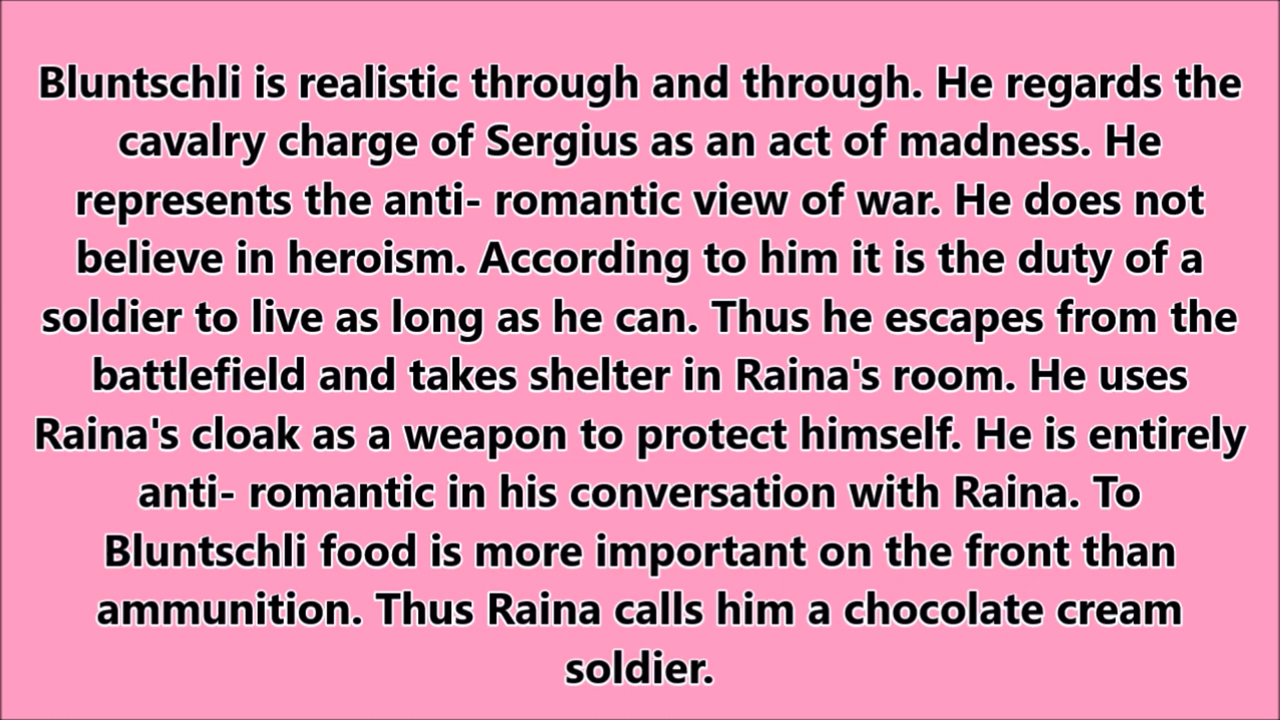 Bluntschli is realistic through and through. He regards the
cavalry charge of Sergius as an act of madness. He
represents the anti- romantic view of war. He does not
believe in heroism. According to him it is the duty of a
soldier to live as long as he can. Thus he escapes from the
battlefield and takes shelter in Raina's room. He uses
Raina's cloak as a weapon to protect himself. He is entirely
anti- romantic in his conversation with Raina. To
Bluntschli food is more important on the front than
ammunition. Thus Raina calls him a chocolate cream
soldier.